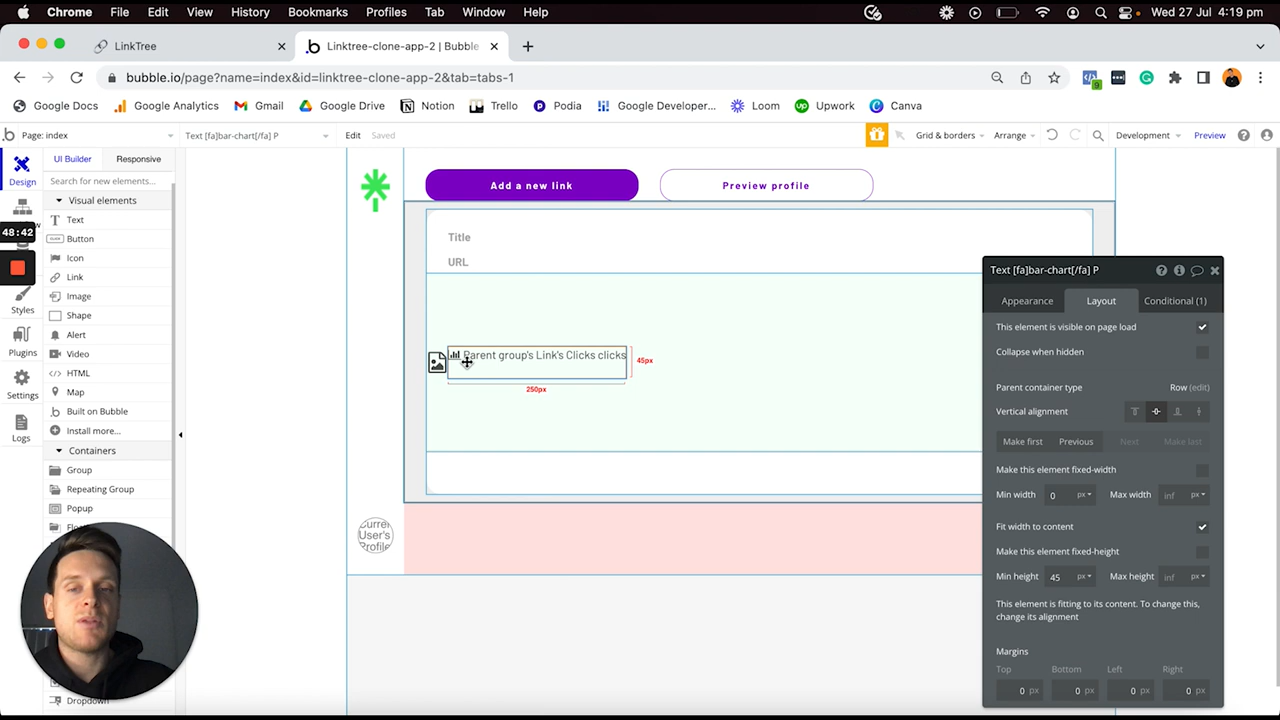 Chrome File Edit View History Bookmarks Profiles Tab Window Help Wed 27 Jul 4:19 pm
LinkTree
Linktree-clone-app-2 | Bubble
bubble.io/page?name=index&id=linktree-clone-app-2&tab=tabs-1
Google Docs Google Analytics Gmail Google Drive Notion Trello Podia Google Developer... Loom Upwork Canva
Page: index Text [fa]bar-chart[/fa] P Edit Saved Grid & borders Arrange Development Preview
UI Builder Responsive
Design
Search for new elements...
Visual elements
Text
Button
Icon
Link
Image
Shape
Alert
Video
HTML
Map
Built on Bubble
Install more...
Containers
Group
Repeating Group
Popup
Dropdown
48:42
Styles
Plugins
Settings
Logs
Add a new link
Preview profile
Title
URL
Parent group's Link's Clicks clicks
45px
250px
Curre
User's
Profile
Text [fa]bar-chart[/fa] P
Appearance Layout Conditional (1)
This element is visible on page load
Collapse when hidden
Parent container type Row (edit)
Vertical alignment
Make first Previous Next Make last
Make this element fixed-width
Min width 0 px Max width inf px
Fit width to content
Make this element fixed-height
Min height 45 px Max height inf px
This element is fitting to its content. To change this,
change its alignment
Margins
Top Bottom Left Right
0 px 0 px 0 px 0 px